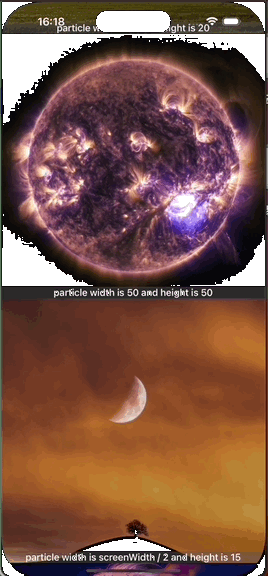 16:18
particle w ight is 20
particle width is 50 and height is 50
particle width is screenWidth / 2 and height is 15